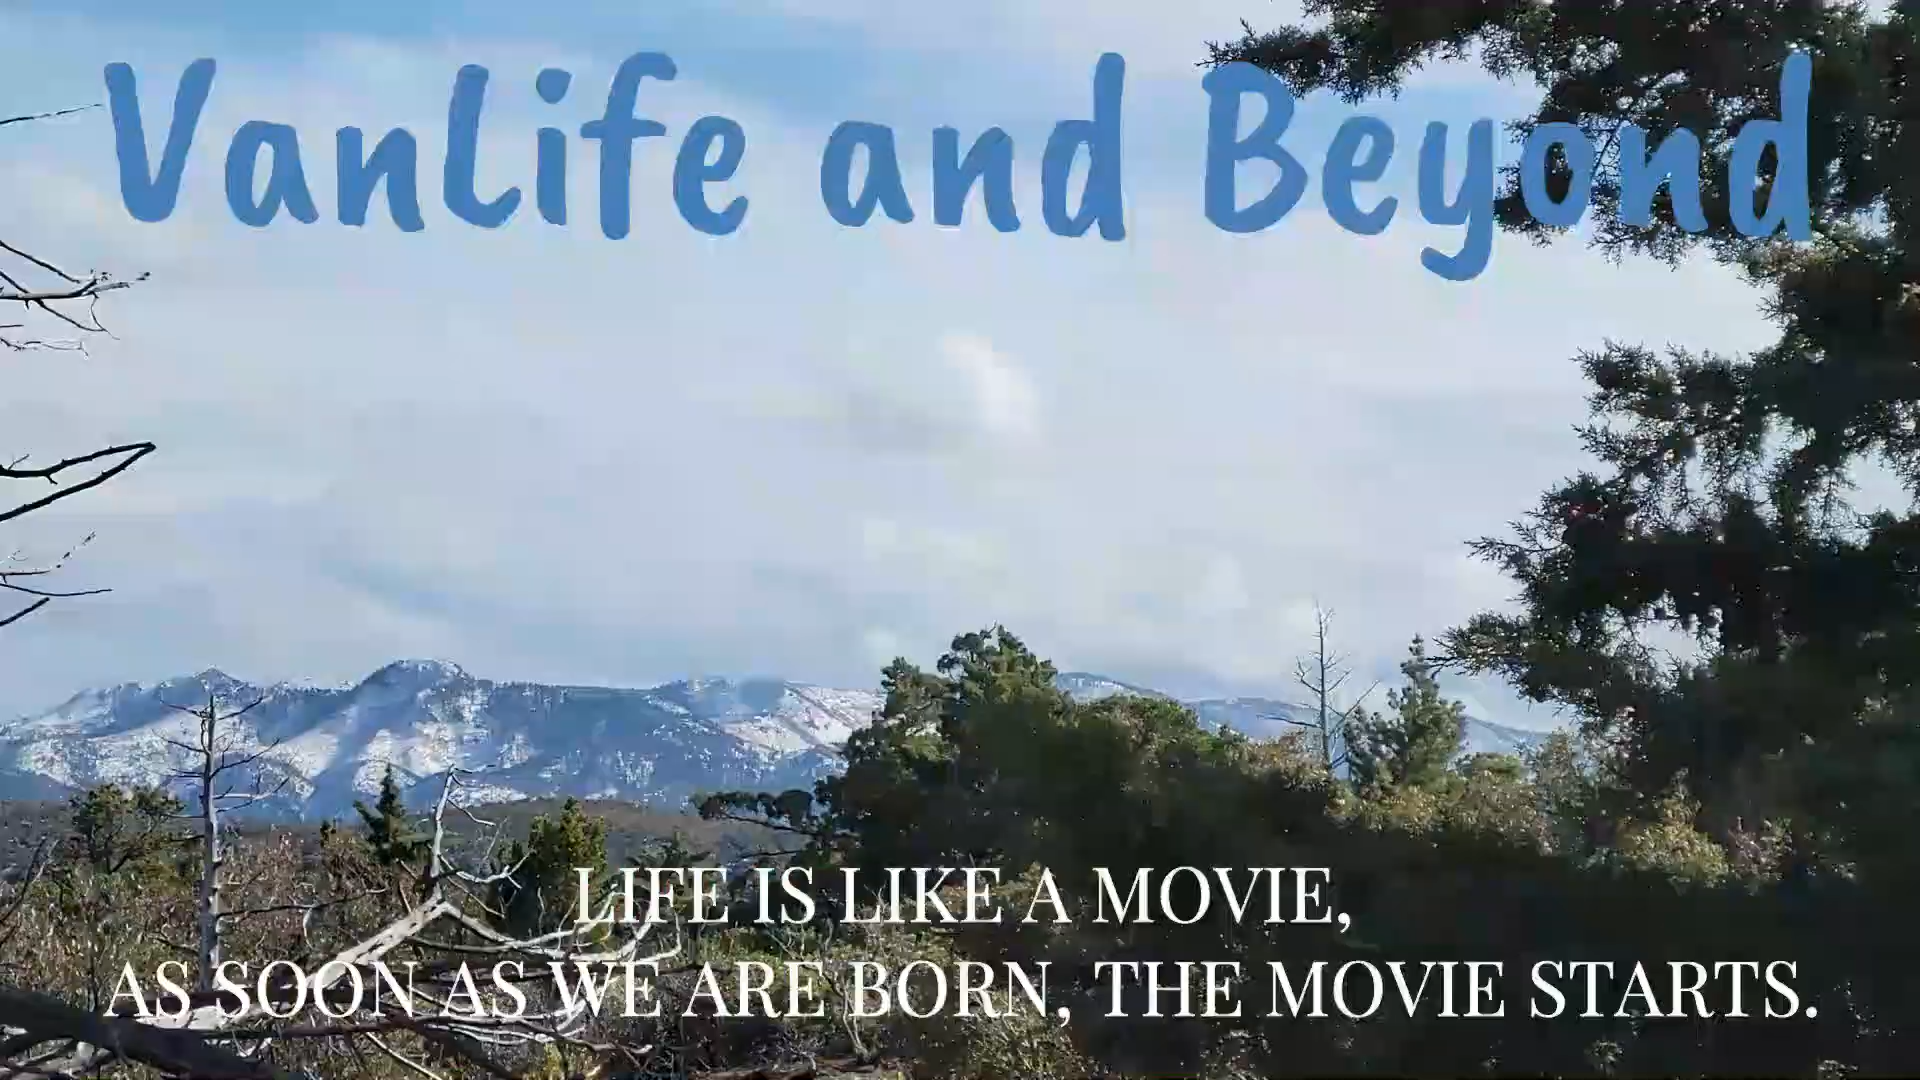 VanLife and Beyond
LIFE IS LIKE A MOVIE,
AS SOON AS WE ARE BORN, THE MOVIE STARTS.